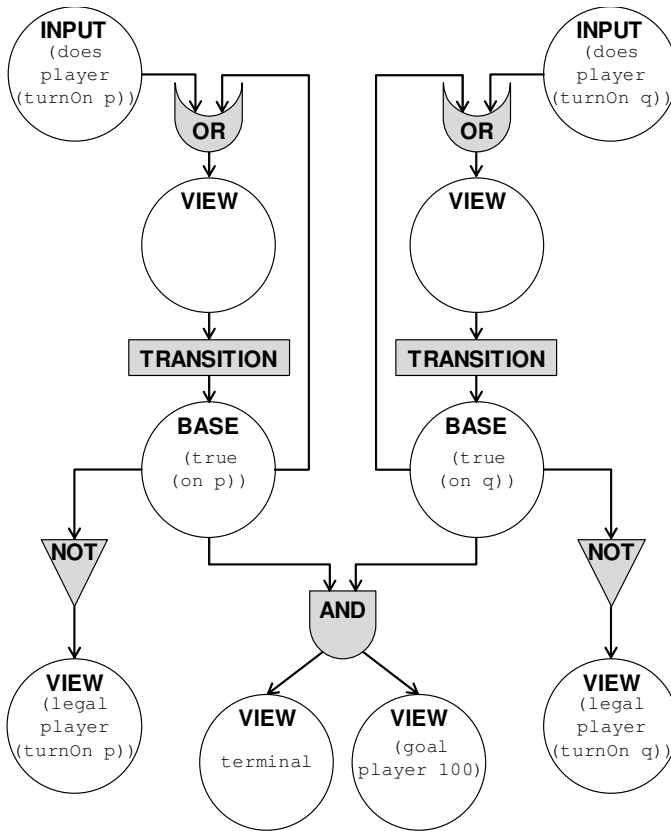 INPUT
(does
player
(turnOn p))
INPUT
(does
player
(turnOn q))
OR
OR
VIEW
VIEW
TRANSITION
TRANSITION
BASE
(true
(on p))
BASE
(true
(on q))
NOT
NOT
AND
VIEW
(legal
player
(turnOn p))
VIEW
terminal
VIEW
(goal
player 100)
VIEW
(legal
player
(turnOn q))